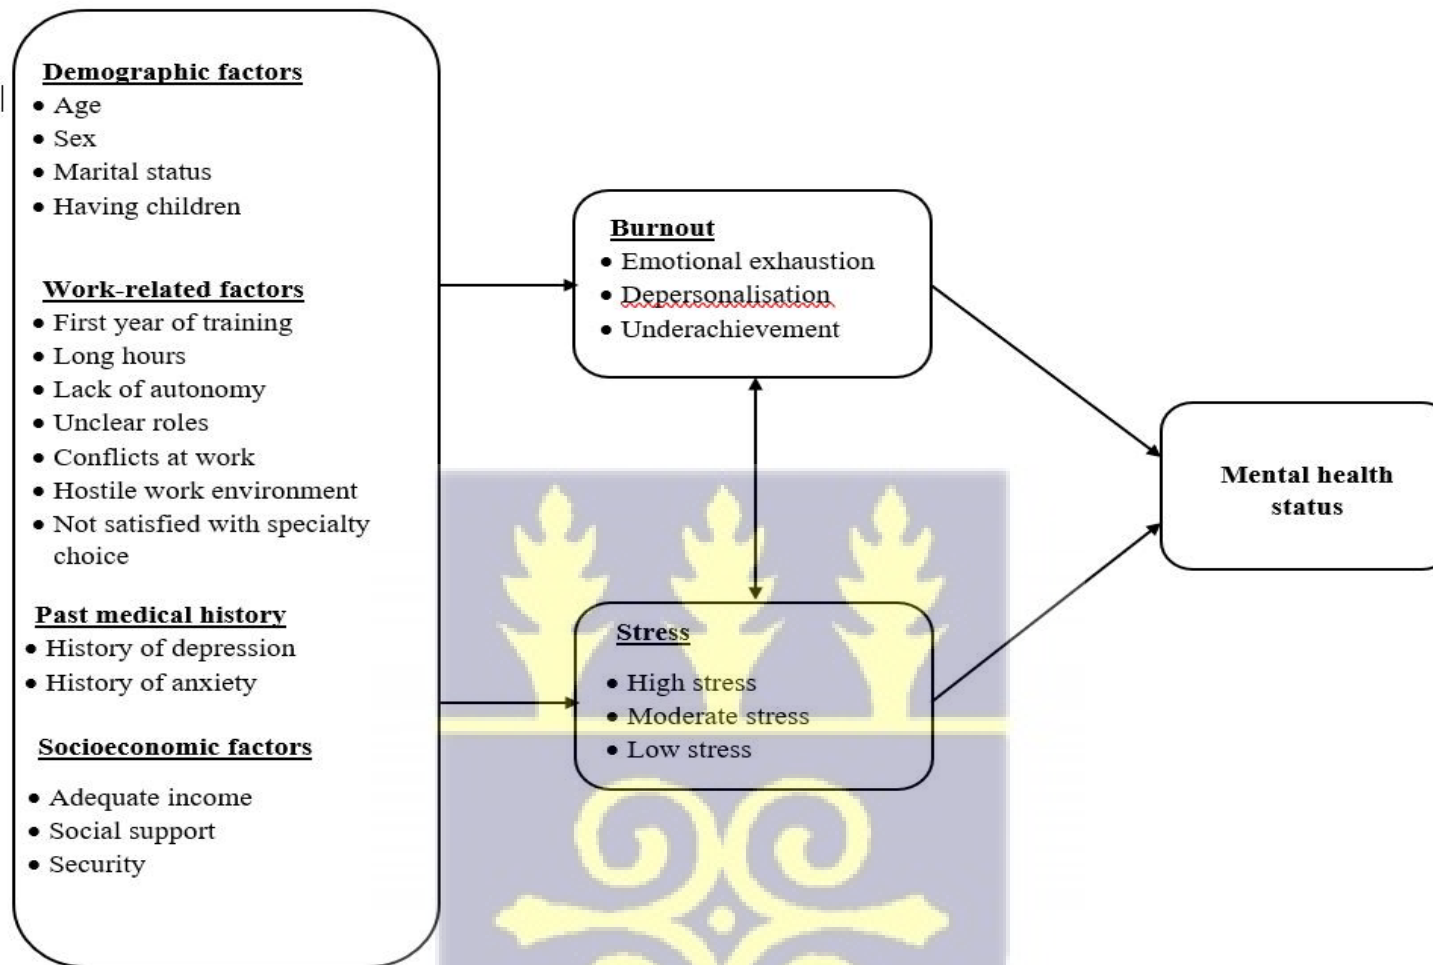 Demographic factors
• Age
• Sex
• Marital status
• Having children
Work-related factors
• First year of training
• Long hours
• Lack of autonomy
• Unclear roles
• Conflicts at work
• Hostile work environment
• Not satisfied with specialty
choice
Past medical history
• History of depression
• History of anxiety
Socioeconomic factors
• Adequate income
• Social support
• Security
Burnout
• Emotional exhaustion
• Depersonalisation
• Underachievement
Stress
• High stress
• Moderate stress
• Low stress
Mental health
status